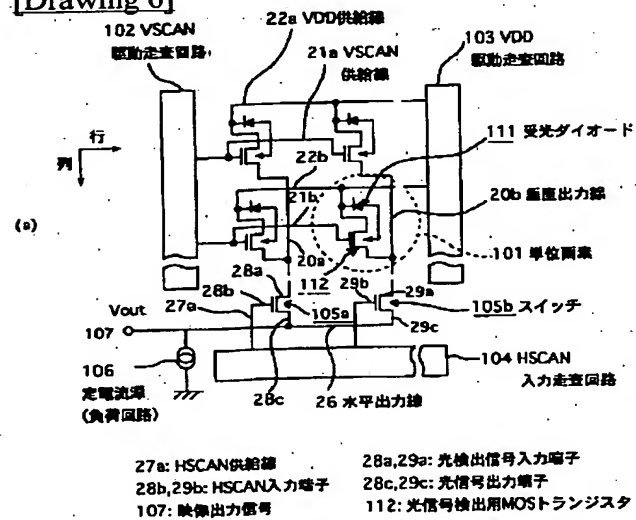 [Drawing 6]
102 VSCAN
駆動走査回路
22a VDD供給線
21a VSCAN
供給線
103 VDD
駆動走査回路
行
列
(a)
111 受光ダイオード
22b
21b
20b 垂直出力線
101 単位画素
20a
28a
112
29b
29a
28b
27a
Vout
107
105a
105b スイッチ
29c
106
定電流源
(負荷回路)
28c
26 水平出力線
104 HSCAN
入力走査回路
27a: HSCAN供給線
28b,29b: HSCAN入力端子
107: 映像出力信号
28a,29a: 光検出信号入力端子
28c,29c: 光信号出力端子
112: 光信号検出用MOSトランジスタ